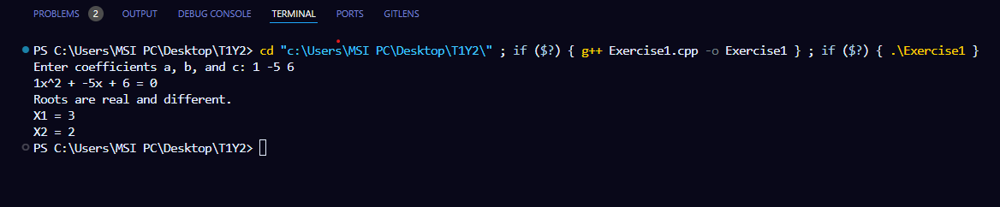 PROBLEMS 2 OUTPUT DEBUG CONSOLE TERMINAL PORTS GITLENS
PS C:\Users\MSI PC\Desktop\T1Y2> cd "c:\Users\MSI PC\Desktop\T1Y2\" ; if ($?) { g++ Exercise1.cpp -o Exercise1 } ; if ($?) { .\Exercise1 }
Enter coefficients a, b, and c: 1 -5 6
1x^2 + -5x + 6 = 0
Roots are real and different.
X1 = 3
X2 = 2
PS C:\Users\MSI PC\Desktop\T1Y2>